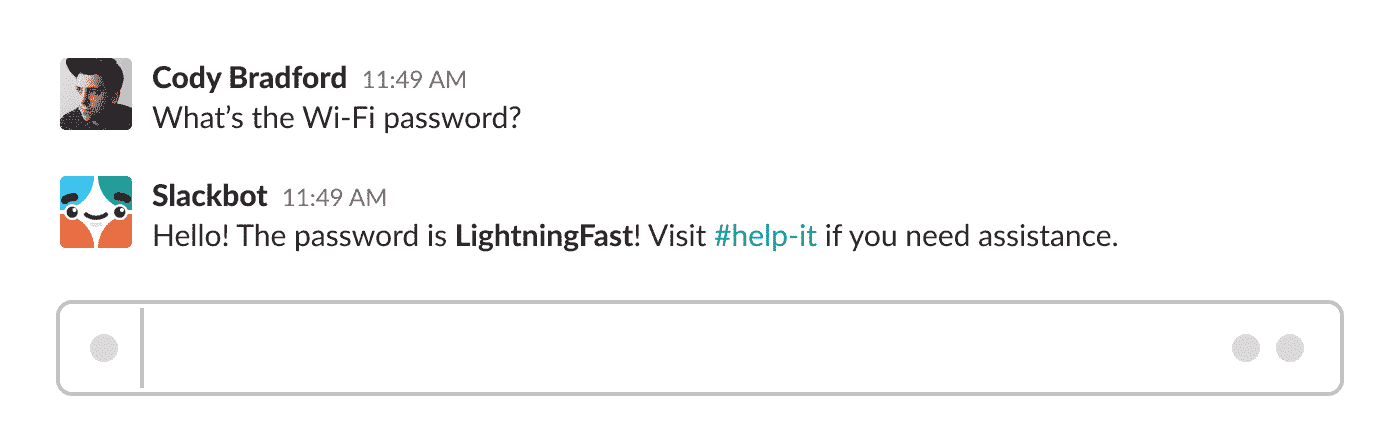 Cody Bradford 11:49 AM
What’s the Wi-Fi password?
Slackbot 11:49 AM
Hello! The password is LightningFast! Visit #help-it if you need assistance.